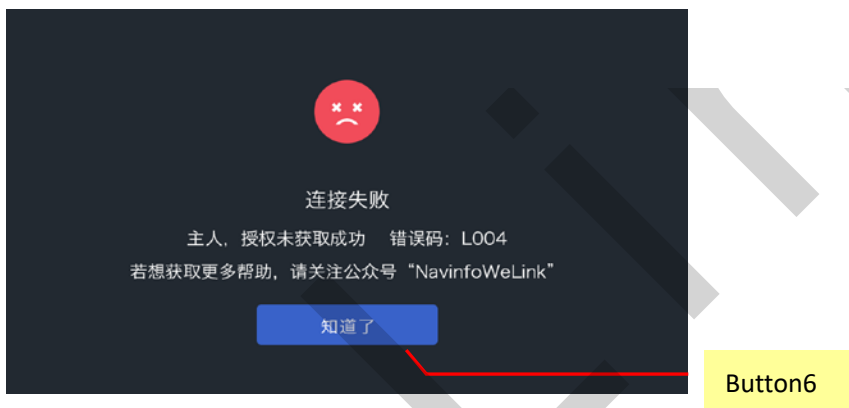 连接失败
主人，授权未获取成功 错误码：L004
若想获取更多帮助，请关注公众号“NavinfoWeLink”
知道了
Button6